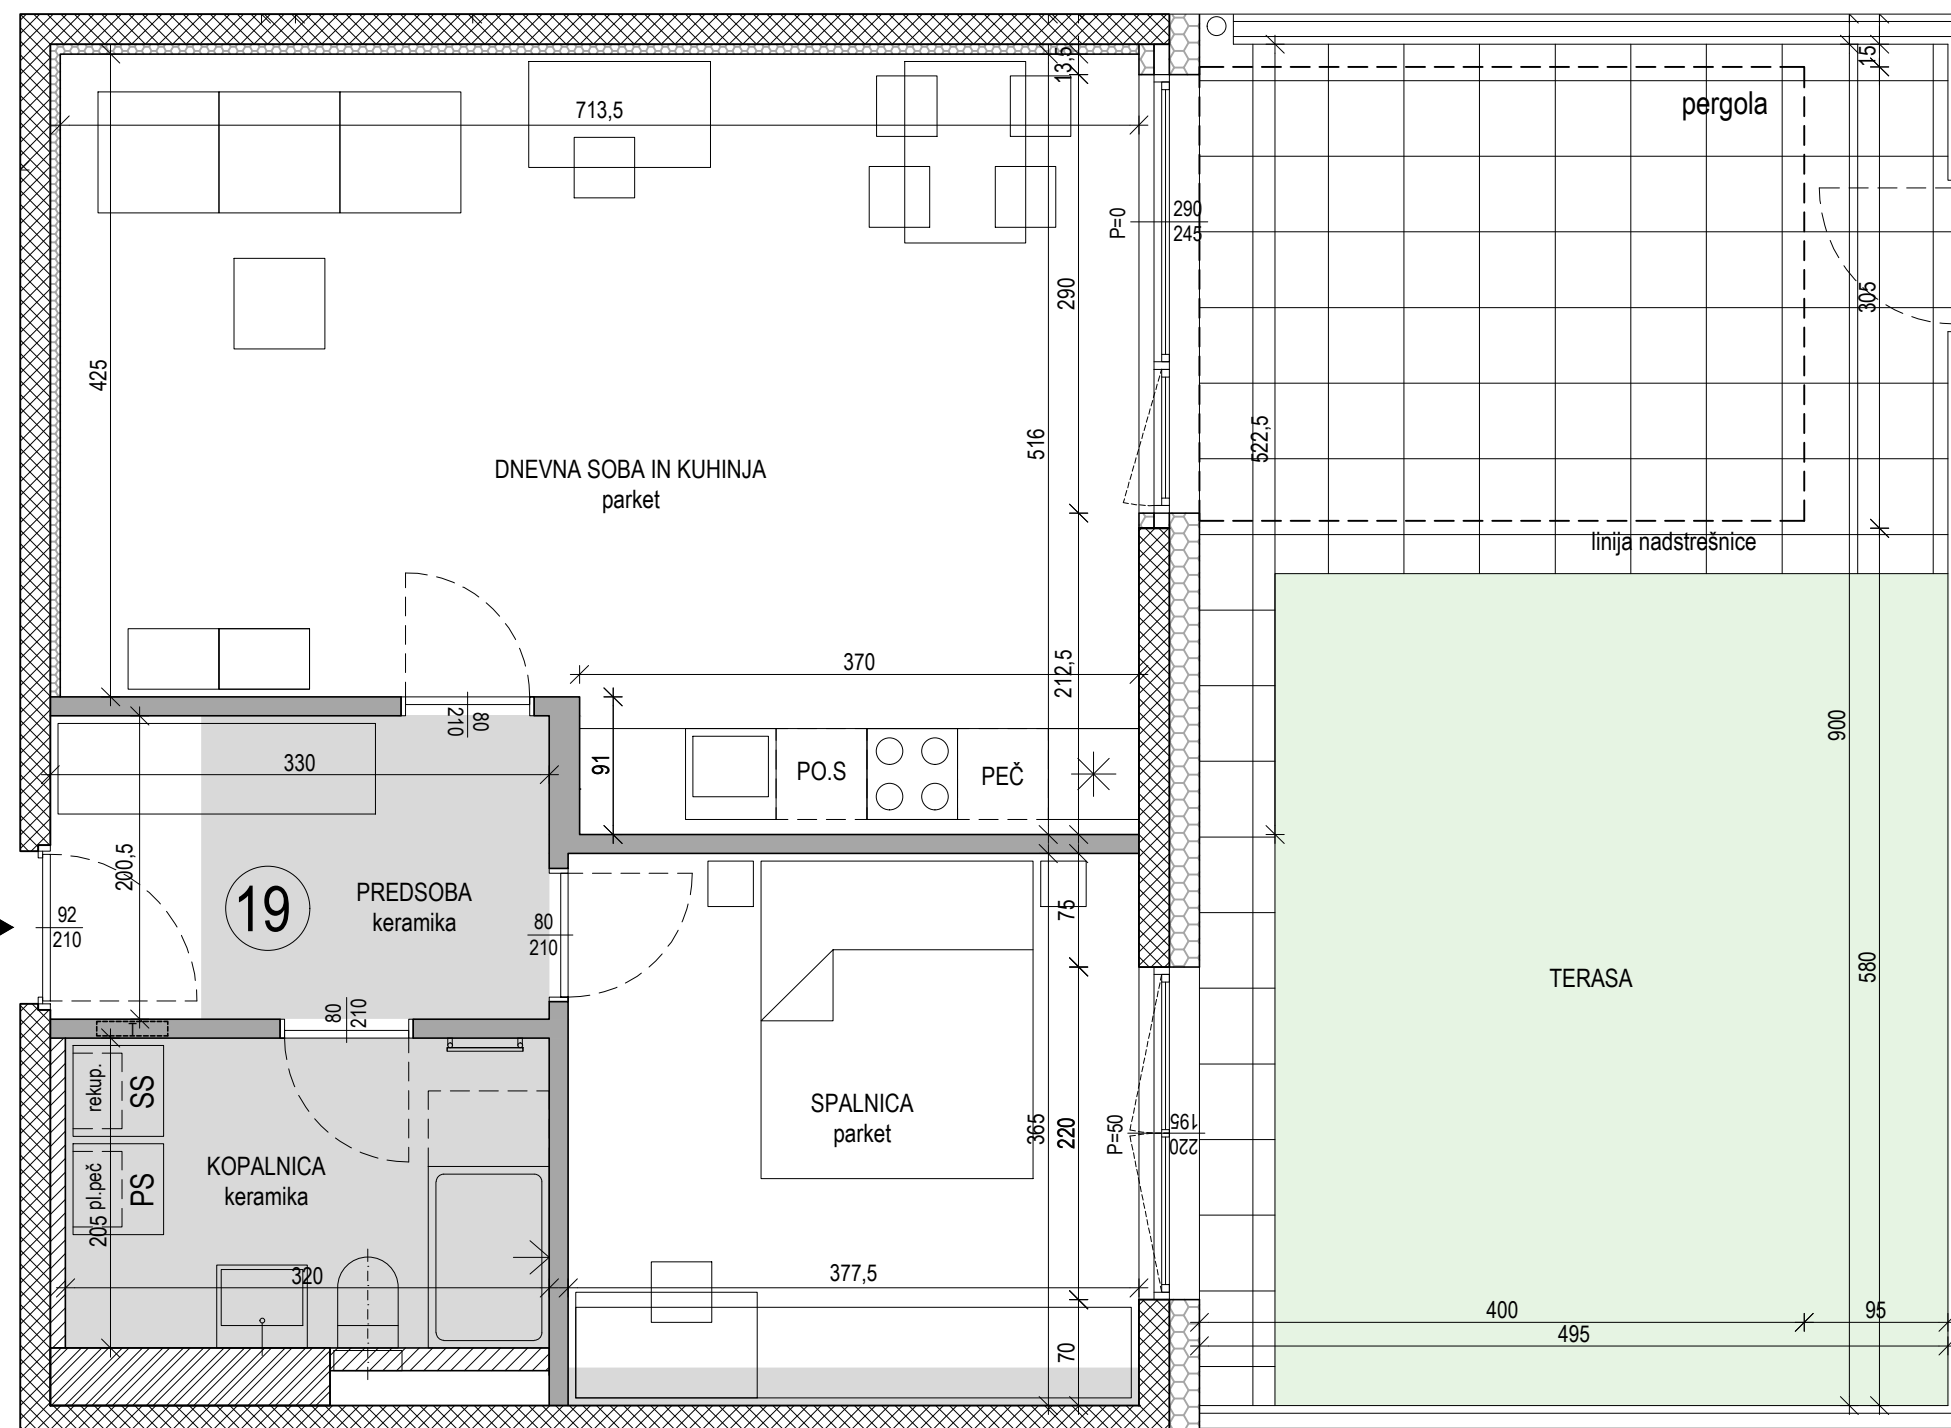 13,5
15
713,5
pergola
P=0
290
245
290
305
425
516
522,5
DNEVNA SOBA IN KUHINJA
parket
linija nadstrešnice
370
212,5
80
210
900
91
330
PO.S
PEČ
200,5
19
PREDSOBA
keramika
92
210
80
210
75
580
TERASA
80
210
T
rekup.
SS
SPALNICA
parket
365
220
P=50
195
220
KOPALNICA
keramika
205
pl.peč
PS
320
377,5
400
95
495
70